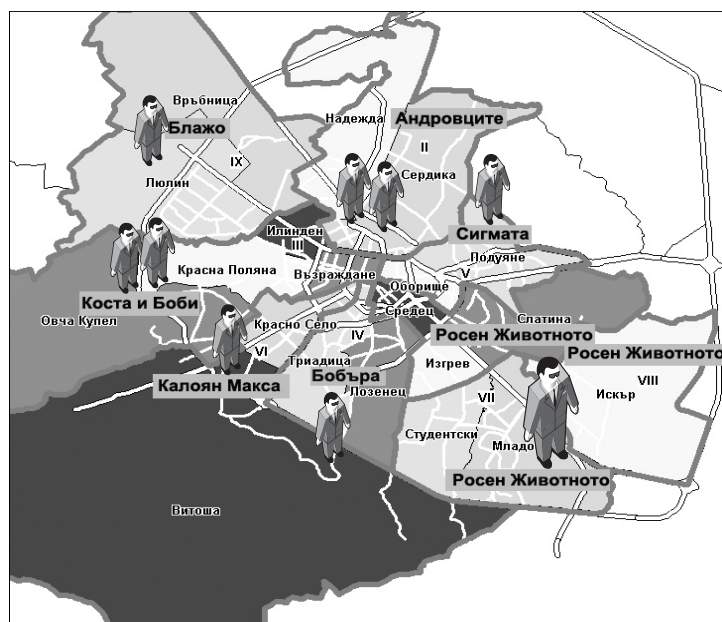 Връбница
Блажо
Надежда
Андровците
II
IX
Люлин
Сердика
Сигмата
Илинден
III
Подуяне
Красна Поляна
Възраждане
V
Оборище
Коста и Боби
Средец
Овча Купел
Красно Село
IV
Слатина
Росен Животното
VI
Росен Животното
Триадица
Изгрев
Бобъра
Калоян Макса
Лозенец
VIII
Искър
VII
Студентски
Младо
Росен Животното
Витоша